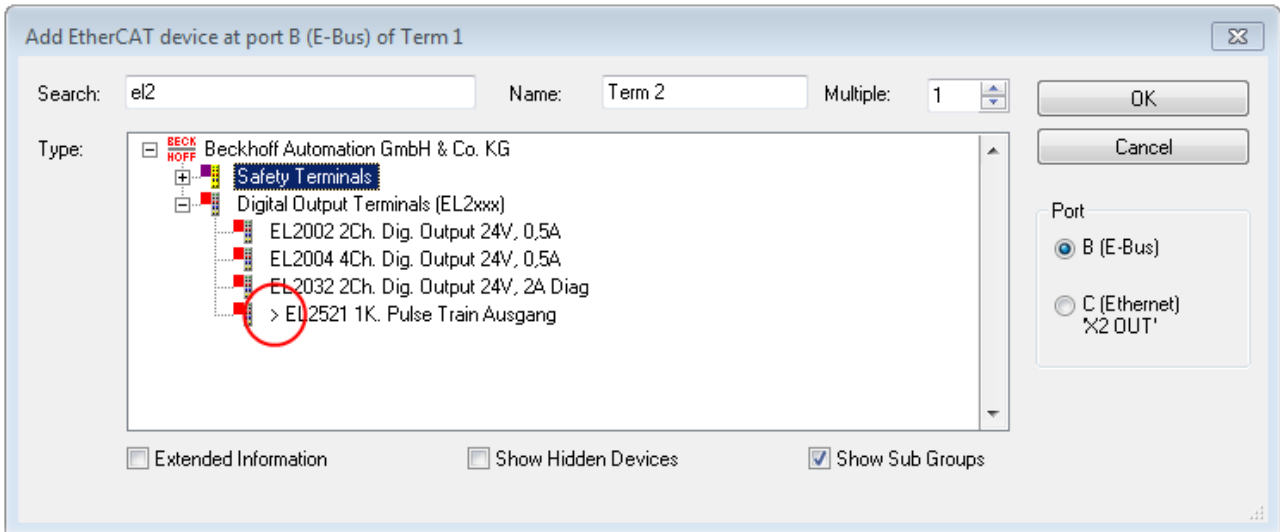 Add EtherCAT device at port B (E-Bus) of Term 1
Search: el2 Name: Term 2 Multiple: 1 OK
Type: BECK HOFF Beckhoff Automation GmbH & Co. KG Cancel
Safety Terminals
Digital Output Terminals (EL2xxx)
Port
EL2002 2Ch. Dig. Output 24V, 0,5A
B (E-Bus)
EL2004 4Ch. Dig. Output 24V, 0,5A
EL2032 2Ch. Dig. Output 24V, 2A Diag
C (Ethernet)
> EL2521 1K. Pulse Train Ausgang
'X2 OUT'
Extended Information Show Hidden Devices Show Sub Groups